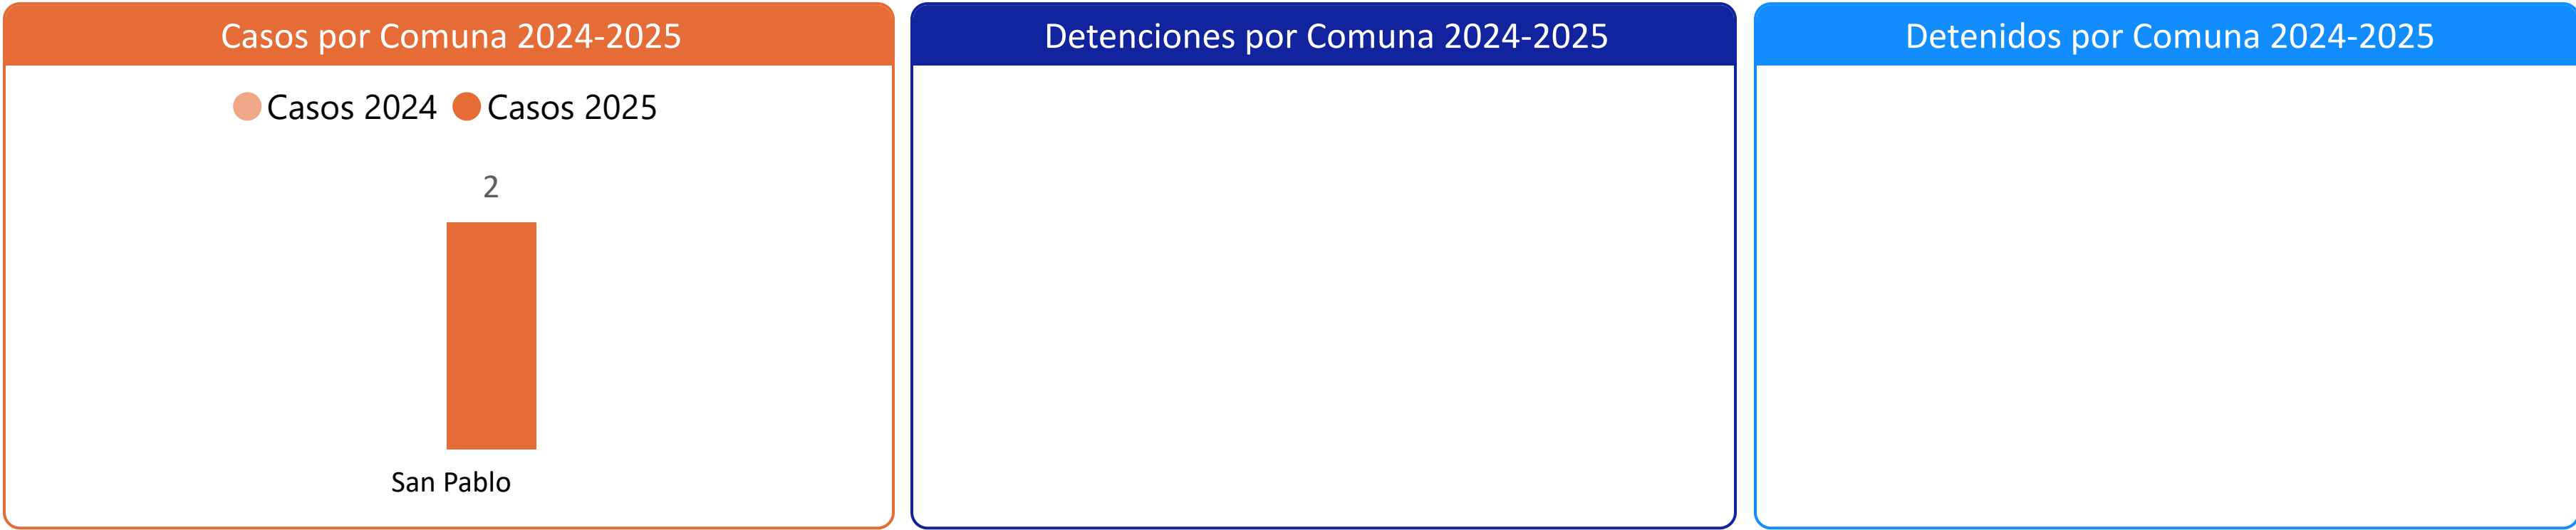 Casos por Comuna 2024-2025
Casos 2024 Casos 2025
2
San Pablo
Detenciones por Comuna 2024-2025
Detenidos por Comuna 2024-2025